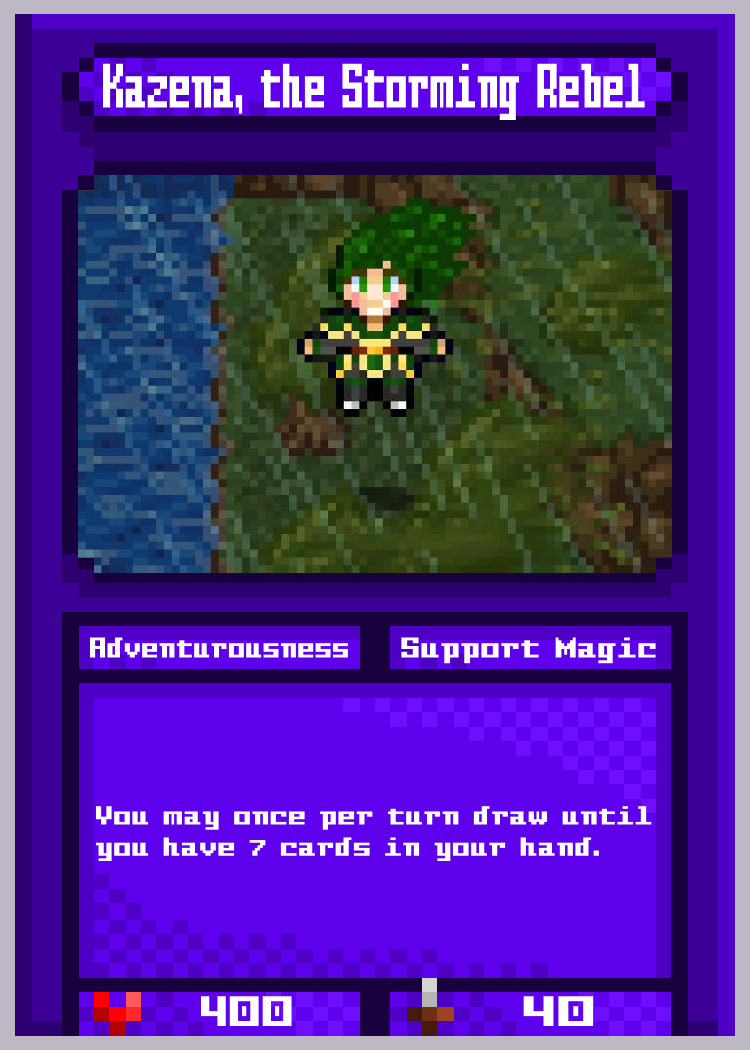 Kazena, the Storming Rebel
Adventurousness
Support Magic
You may once per turn draw until
you have 7 cards in your hand.
400
40